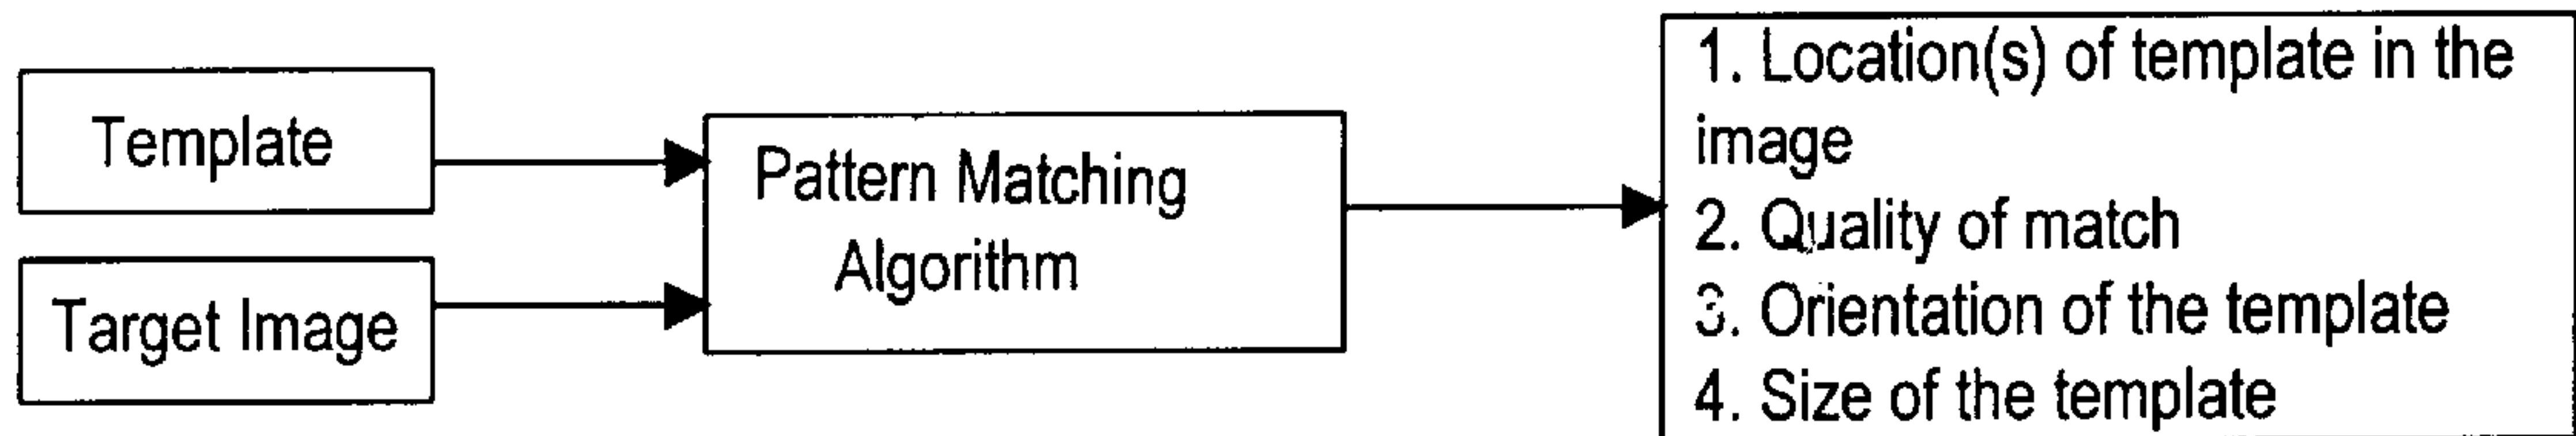 Template
Target Image
Pattern Matching
Algorithm
1. Location(s) of template in the
image
2. Quality of match
3. Orientation of the template
4. Size of the template